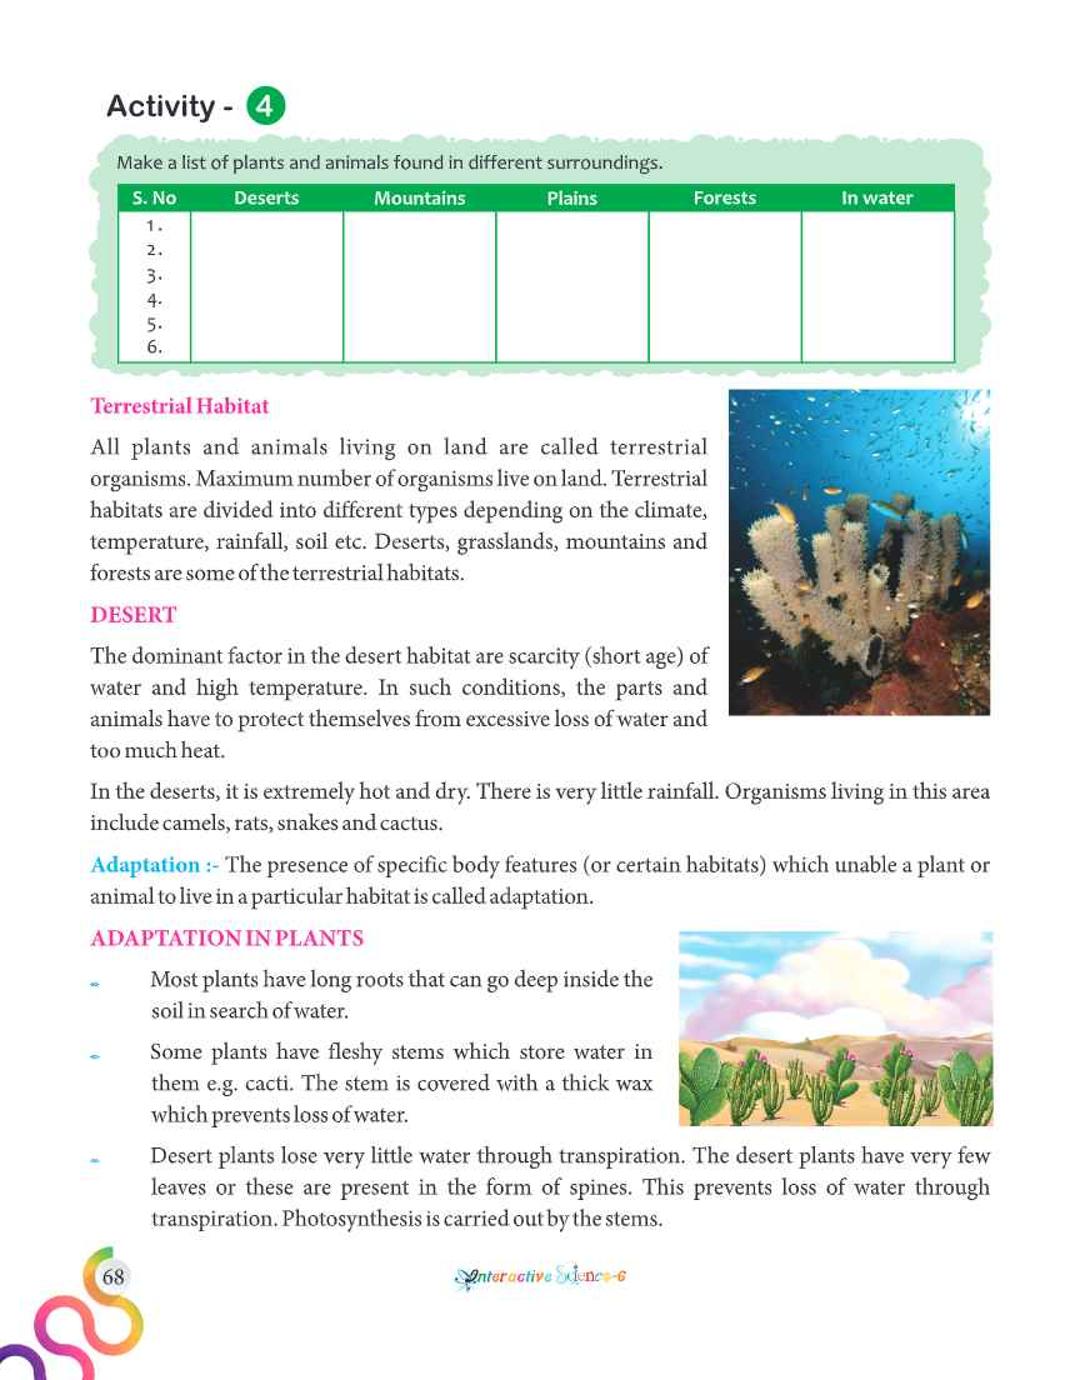 Activity - 4
Make a list of plants and animals found in different surroundings.
S. No Deserts Mountains Plains Forests In water
1.
2.
3.
4.
5.
6.
Terrestrial Habitat
All plants and animals living on land are called terrestrial
organisms. Maximum number of organisms live on land. Terrestrial
habitats are divided into different types depending on the climate,
temperature, rainfall, soil etc. Deserts, grasslands, mountains and
forests are some of the terrestrial habitats.
DESERT
The dominant factor in the desert habitat are scarcity (short age) of
water and high temperature. In such conditions, the parts and
animals have to protect themselves from excessive loss of water and
too much heat.
In the deserts, it is extremely hot and dry. There is very little rainfall. Organisms living in this area
include camels, rats, snakes and cactus.
Adaptation :- The presence of specific body features (or certain habitats) which unable a plant or
animal to live in a particular habitat is called adaptation.
ADAPTATION IN PLANTS
Most plants have long roots that can go deep inside the
soil in search of water.
Some plants have fleshy stems which store water in
them e.g. cacti. The stem is covered with a thick wax
which prevents loss of water.
Desert plants lose very little water through transpiration. The desert plants have very few
leaves or these are present in the form of spines. This prevents loss of water through
transpiration. Photosynthesis is carried out by the stems.
68
Interactive Science-6